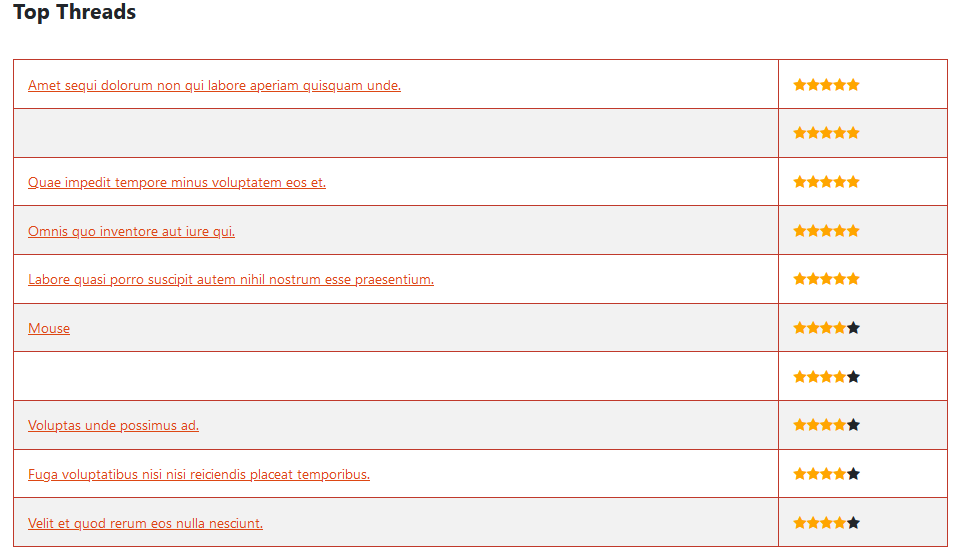 Top Threads
Amet sequi dolorum non qui labore aperiam quisquam unde.
Quae impedit tempore minus voluptatem eos et.
Omnis quo inventore aut iure qui.
Labore quasi porro suscipit autem nihil nostrum esse praesentium.
Mouse
Voluptas unde possimus ad.
Fuga voluptatibus nisi nisi reiciendis placeat temporibus.
Velit et quod rerum eos nulla nesciunt.